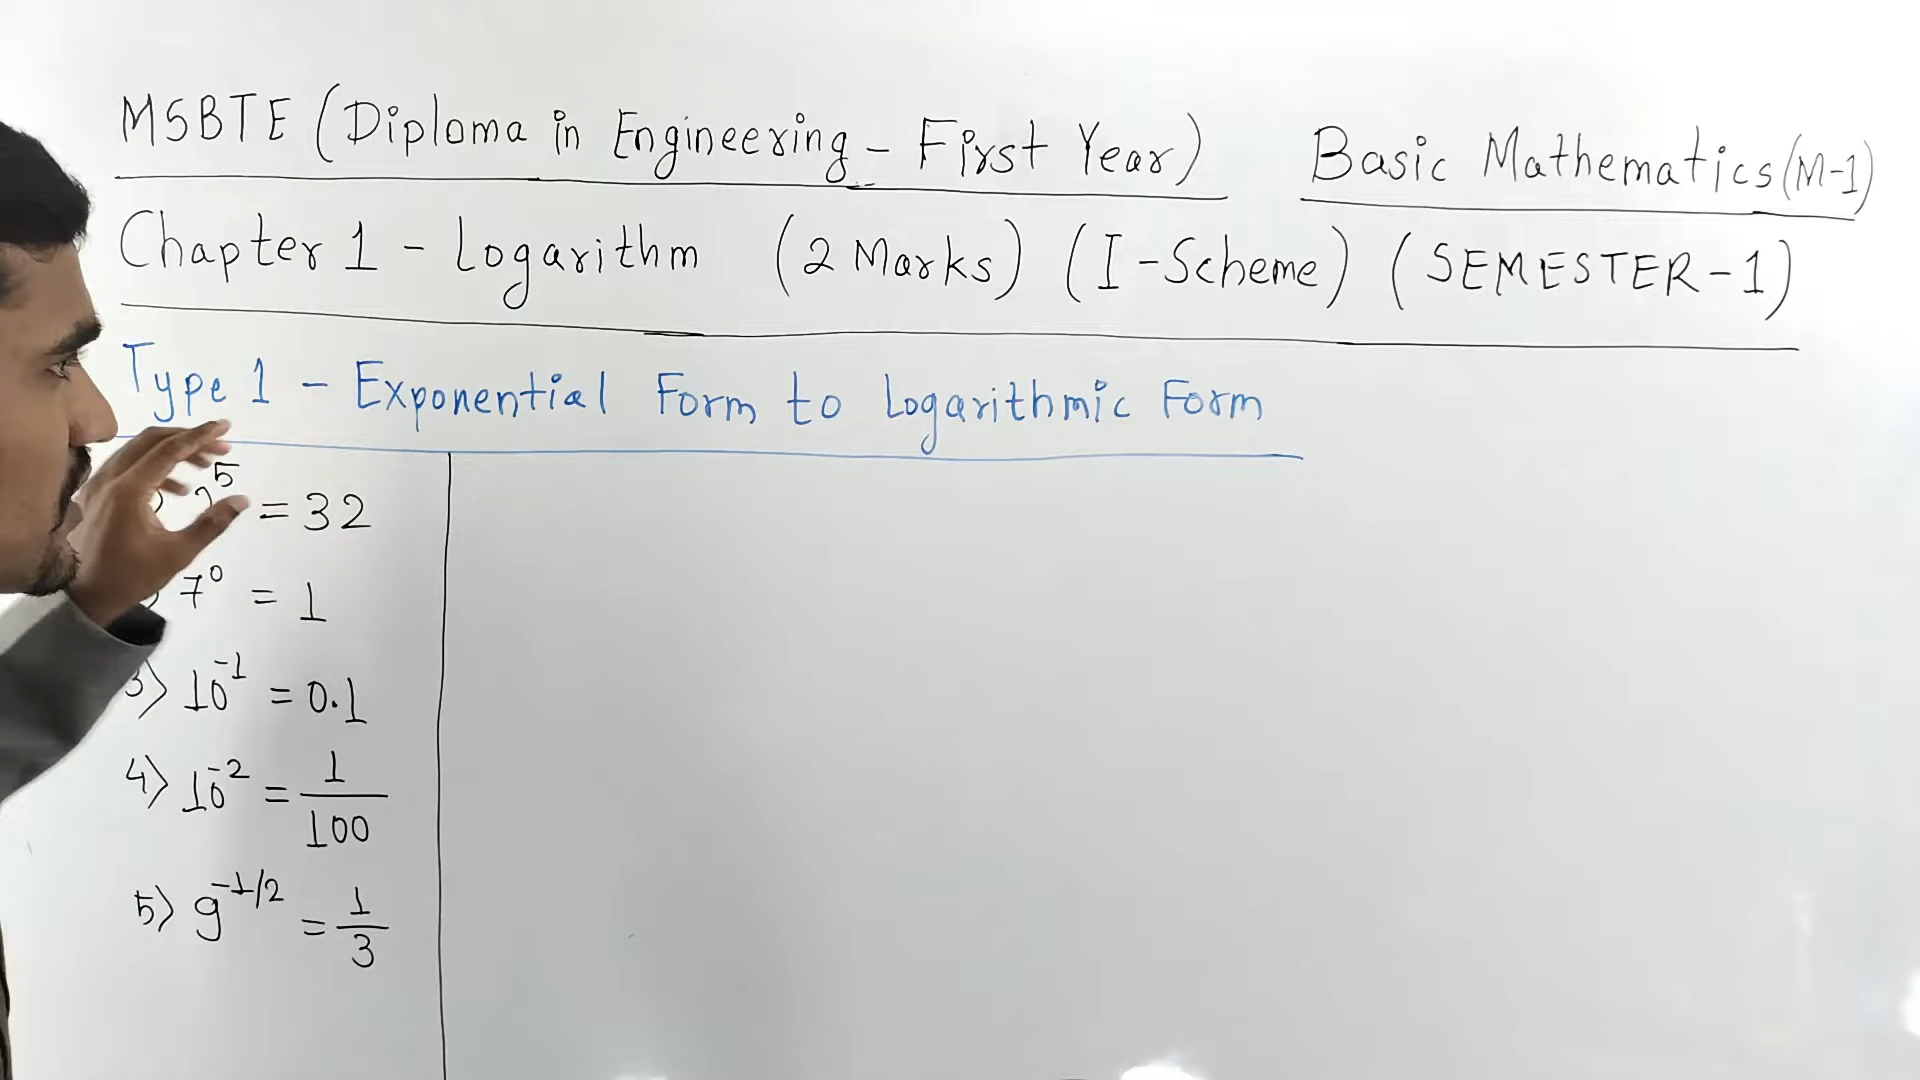 MSBTE (Diploma in Engineering - First Year) Basic Mathematics (M-1)
Chapter 1 - Logarithm (2 Marks) (I-Scheme) (SEMESTER-1)
Type 1 - Exponential Form to Logarithmic Form
⁵ = 32
7⁰ = 1
3) 10⁻¹ = 0.1
4) 10⁻² = 1/100
5) 9^(-1/2) = 1/3